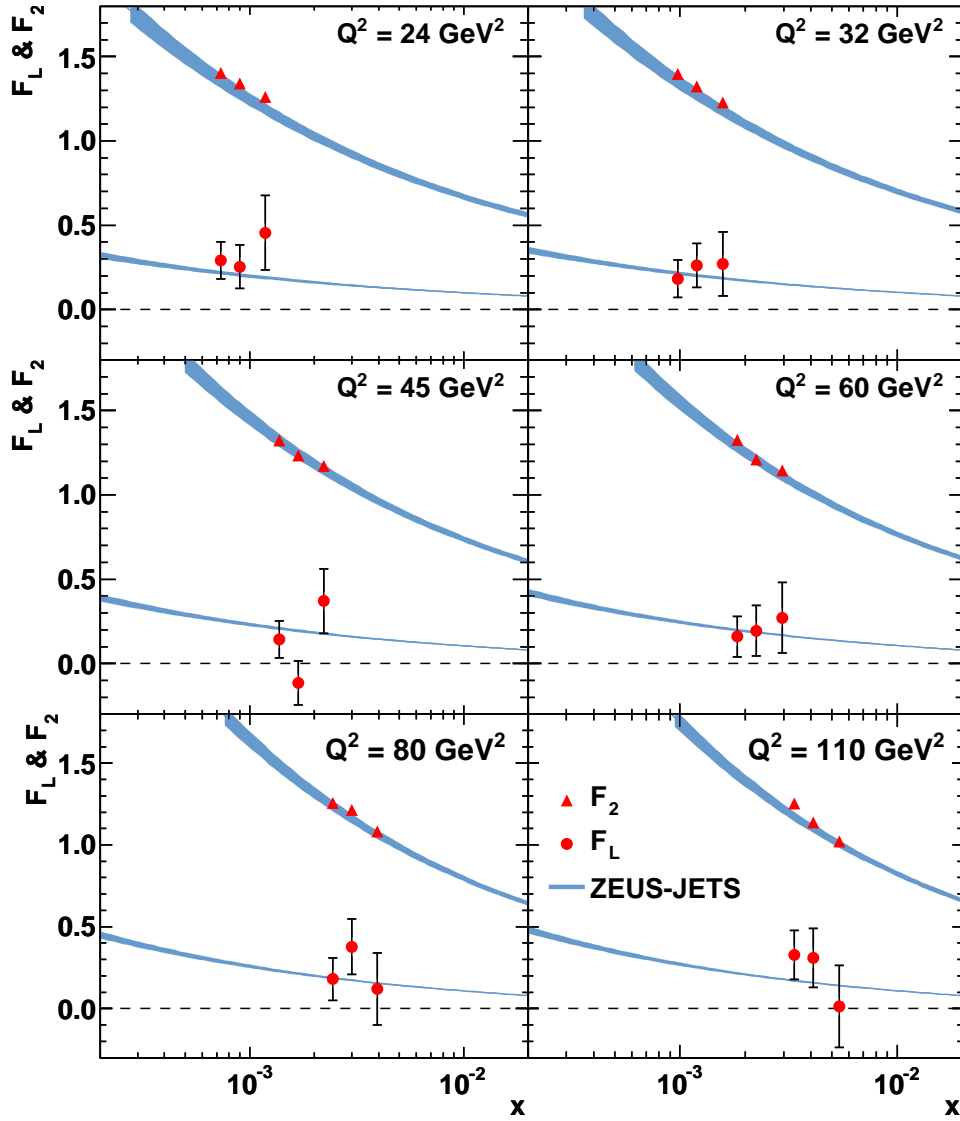 F_L & F_2
1.5
1.0
0.5
0.0
Q² = 24 GeV²
Q² = 32 GeV²
F_L & F_2
1.5
1.0
0.5
0.0
Q² = 45 GeV²
Q² = 60 GeV²
F_L & F_2
1.5
1.0
0.5
0.0
Q² = 80 GeV²
Q² = 110 GeV²
F_2
F_L
ZEUS-JETS
10⁻³
10⁻²
x
10⁻³
10⁻²
x